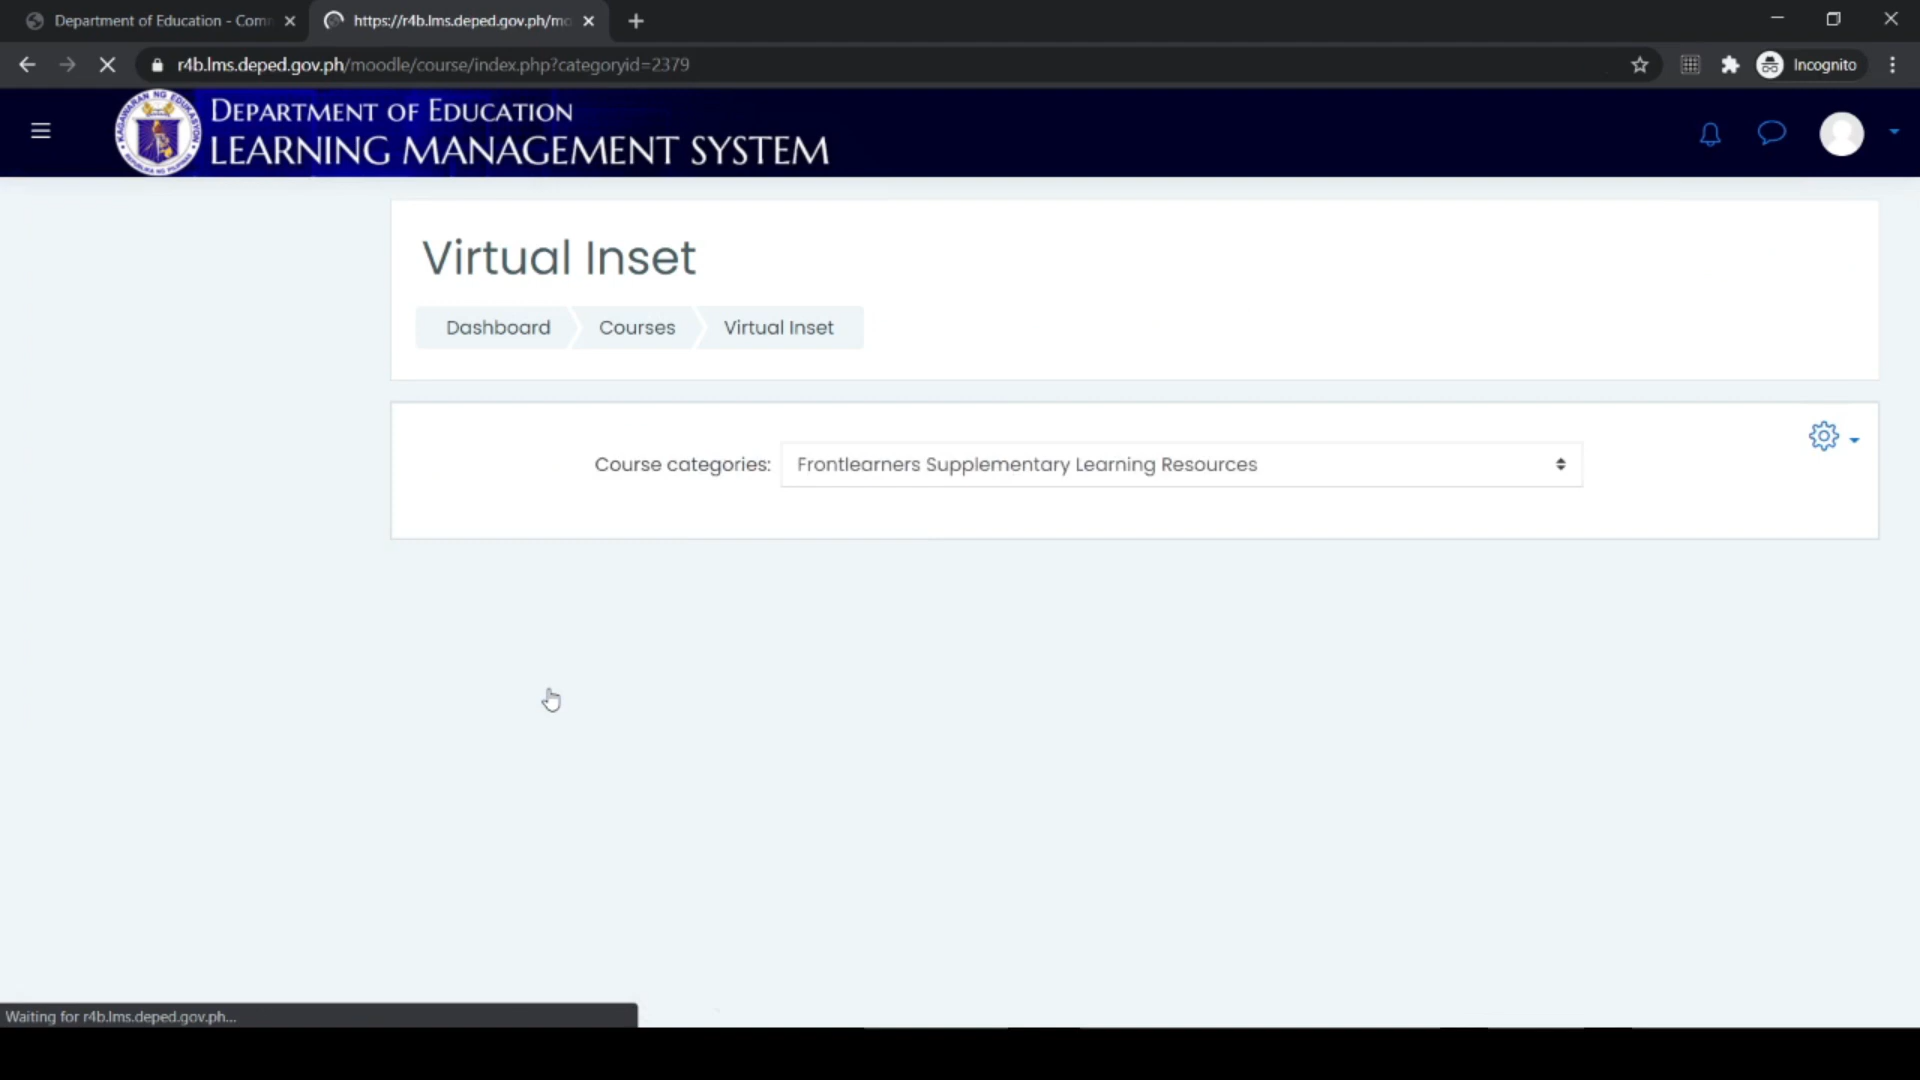 Department of Education - Com
https://r4b.lms.deped.gov.ph/mo
r4b.lms.deped.gov.ph/moodle/course/index.php?categoryid=2379
Incognito
DEPARTMENT OF EDUCATION
LEARNING MANAGEMENT SYSTEM
Virtual Inset
Dashboard
Courses
Virtual Inset
Course categories:
Frontlearners Supplementary Learning Resources
Waiting for r4b.lms.deped.gov.ph...